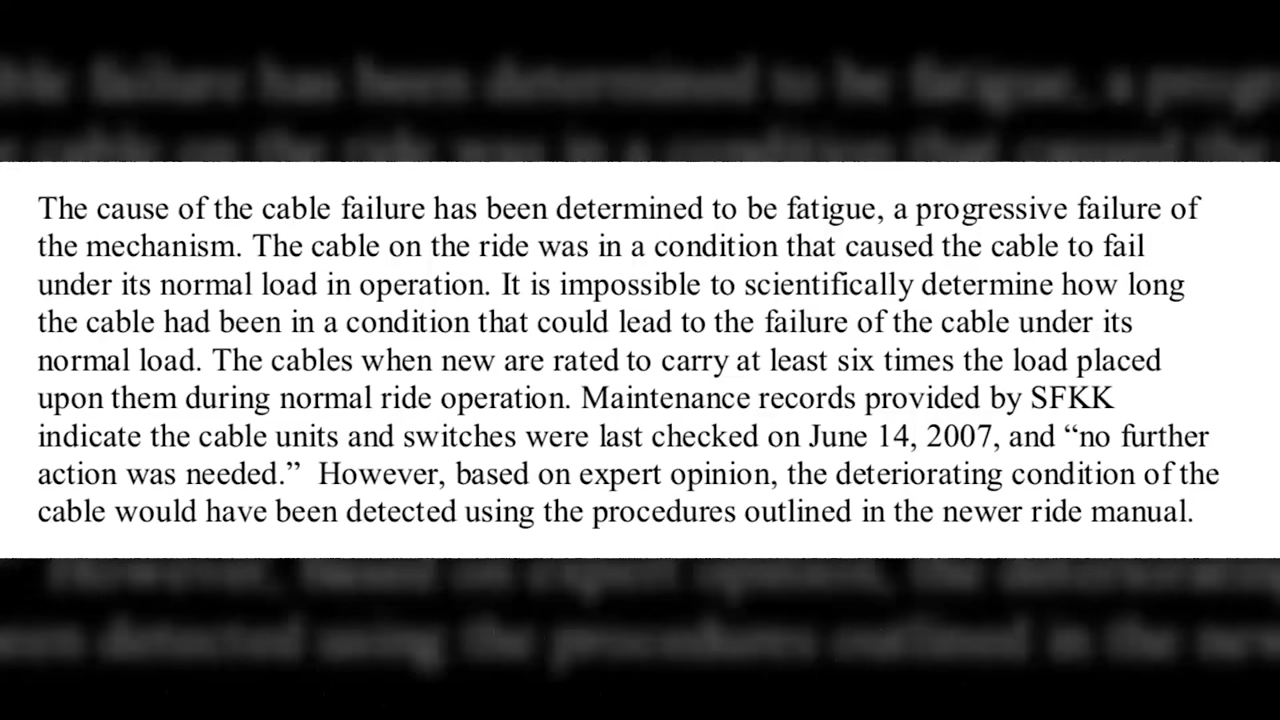 The cause of the cable failure has been determined to be fatigue, a progressive failure of
the mechanism. The cable on the ride was in a condition that caused the cable to fail
under its normal load in operation. It is impossible to scientifically determine how long
the cable had been in a condition that could lead to the failure of the cable under its
normal load. The cables when new are rated to carry at least six times the load placed
upon them during normal ride operation. Maintenance records provided by SFKK
indicate the cable units and switches were last checked on June 14, 2007, and “no further
action was needed.”  However, based on expert opinion, the deteriorating condition of the
cable would have been detected using the procedures outlined in the newer ride manual.